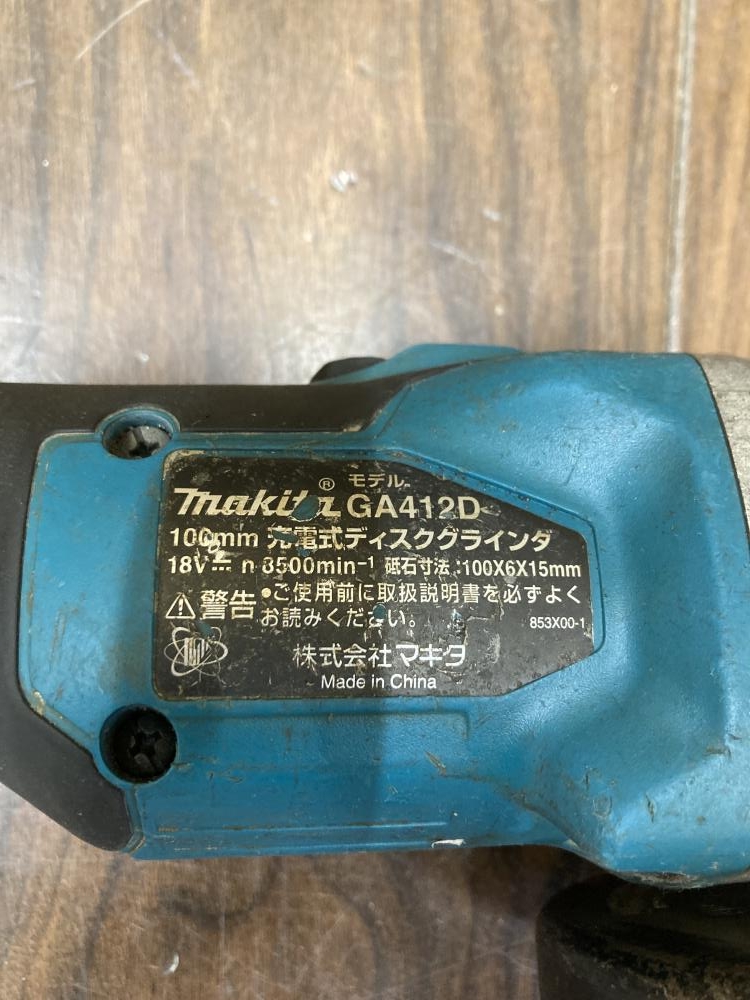 モデル
makita® GA412D
100mm 充電式ディスクグラインダ
18V⎓ n 8500min⁻¹ 砥石寸法:100X6X15mm
⚠警告 •ご使用前に取扱説明書を必ずよく
お読みください。
853X00-1
株式会社マキタ
Made in China